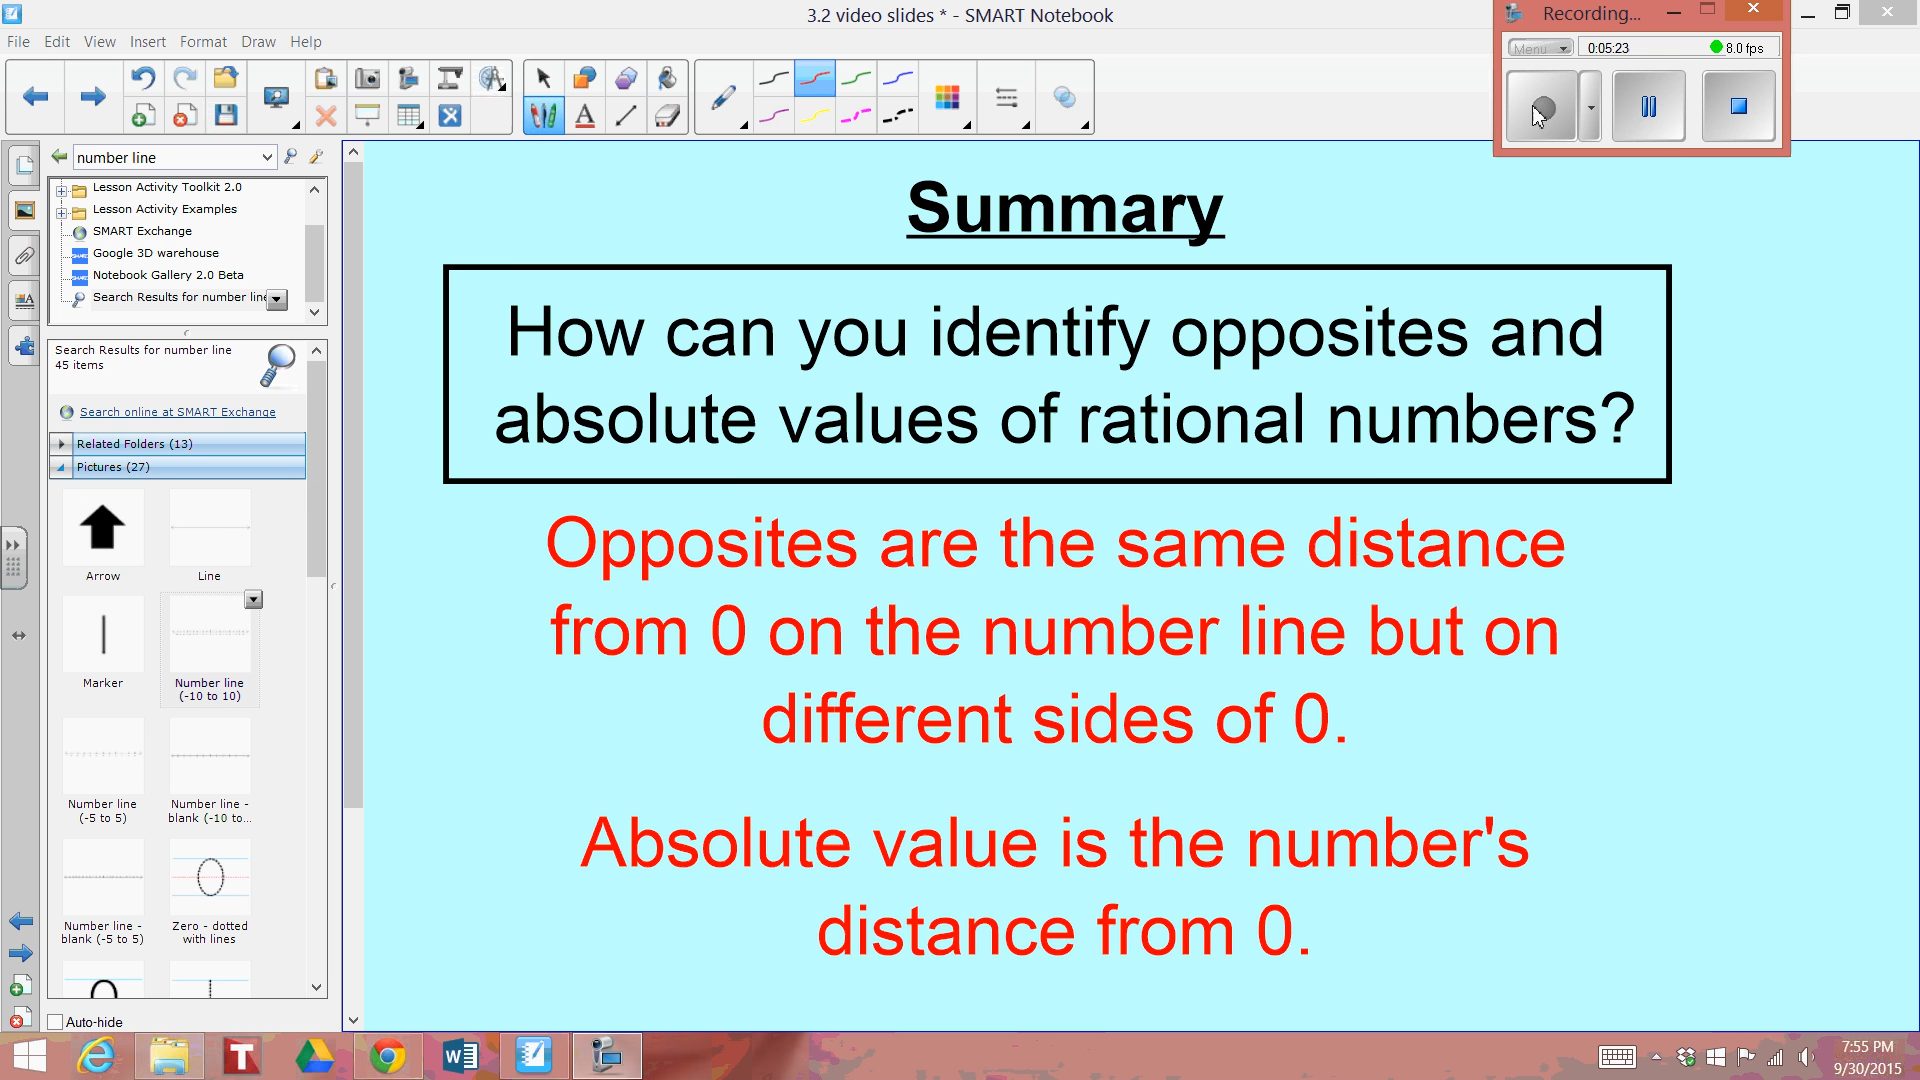 3.2 video slides * - SMART Notebook
Recording...
File Edit View Insert Format Draw Help
Menu
0:05:23
8.0 fps
number line
Lesson Activity Toolkit 2.0
Lesson Activity Examples
SMART Exchange
Google 3D warehouse
Notebook Gallery 2.0 Beta
Search Results for number line
Search Results for number line
45 items
Search online at SMART Exchange
Related Folders (13)
Pictures (27)
Arrow
Line
Marker
Number line
(-10 to 10)
Number line
(-5 to 5)
Number line -
blank (-10 to...
Number line -
blank (-5 to 5)
Zero - dotted
with lines
Auto-hide
Summary
How can you identify opposites and
absolute values of rational numbers?
Opposites are the same distance
from 0 on the number line but on
different sides of 0.
Absolute value is the number's
distance from 0.
7:55 PM
9/30/2015